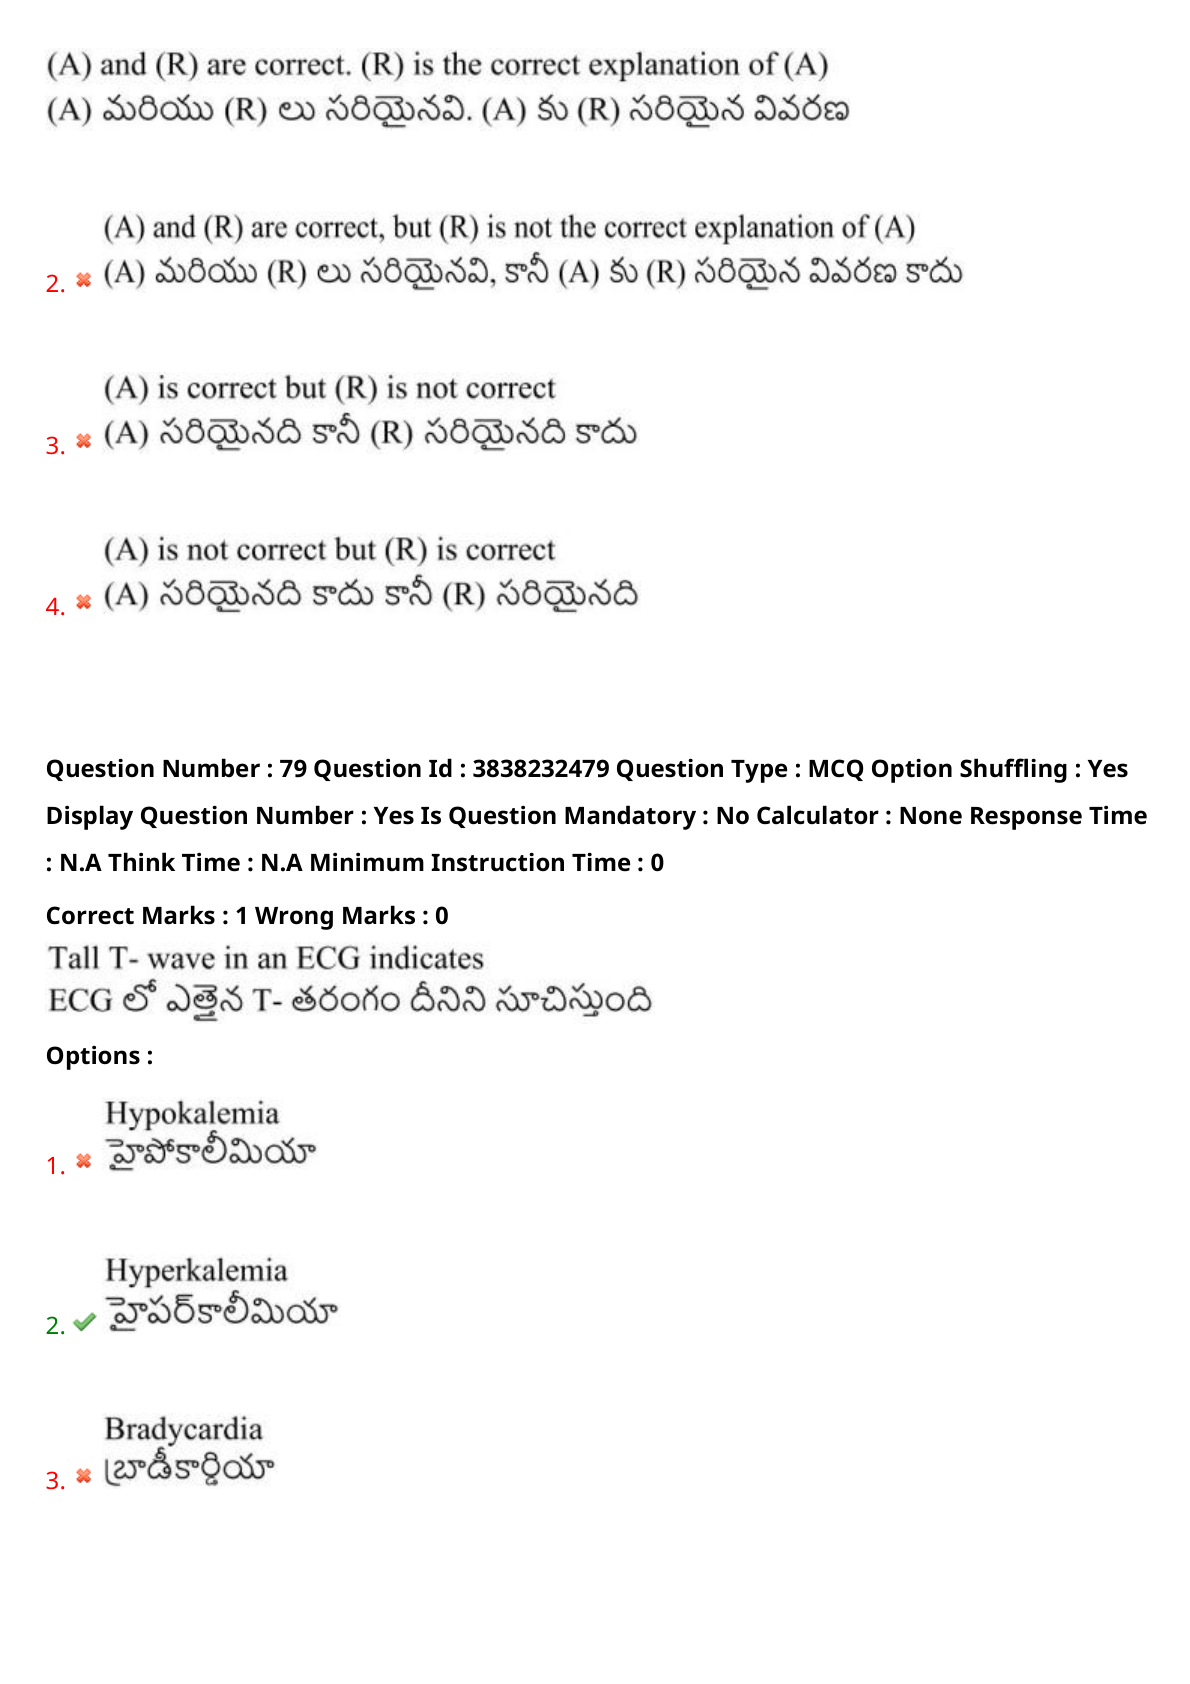 (A) and (R) are correct. (R) is the correct explanation of (A)
(A) మరియు (R) లు సరియైనవి. (A) కు (R) సరియైన వివరణ
(A) and (R) are correct, but (R) is not the correct explanation of (A)
2. (A) మరియు (R) లు సరియైనవి, కానీ (A) కు (R) సరియైన వివరణ కాదు
(A) is correct but (R) is not correct
3. (A) సరియైనది కానీ (R) సరియైనది కాదు
(A) is not correct but (R) is correct
4. (A) సరియైనది కాదు కానీ (R) సరియైనది
Question Number : 79 Question Id : 3838232479 Question Type : MCQ Option Shuffling : Yes
Display Question Number : Yes Is Question Mandatory : No Calculator : None Response Time
: N.A Think Time : N.A Minimum Instruction Time : 0
Correct Marks : 1 Wrong Marks : 0
Tall T- wave in an ECG indicates
ECG లో ఎత్తైన T- తరంగం దీనిని సూచిస్తుంది
Options :
Hypokalemia
1. హైపోకాలీమియా
Hyperkalemia
2. హైపర్‌కాలీమియా
Bradycardia
3. బ్రాడీకార్డియా